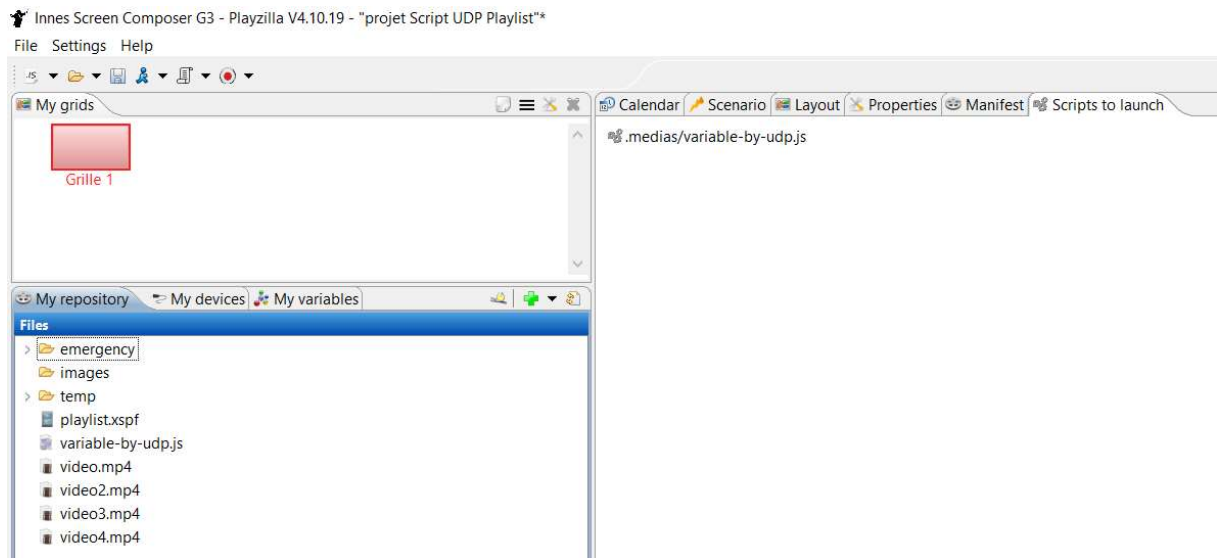 Innes Screen Composer G3 - Playzilla V4.10.19 - "projet Script UDP Playlist"*
File Settings Help
My grids
Calendar Scenario Layout Properties Manifest Scripts to launch
.medias/variable-by-udp.js
Grille 1
My repository My devices My variables
Files
emergency
images
temp
playlist.xspf
variable-by-udp.js
video.mp4
video2.mp4
video3.mp4
video4.mp4